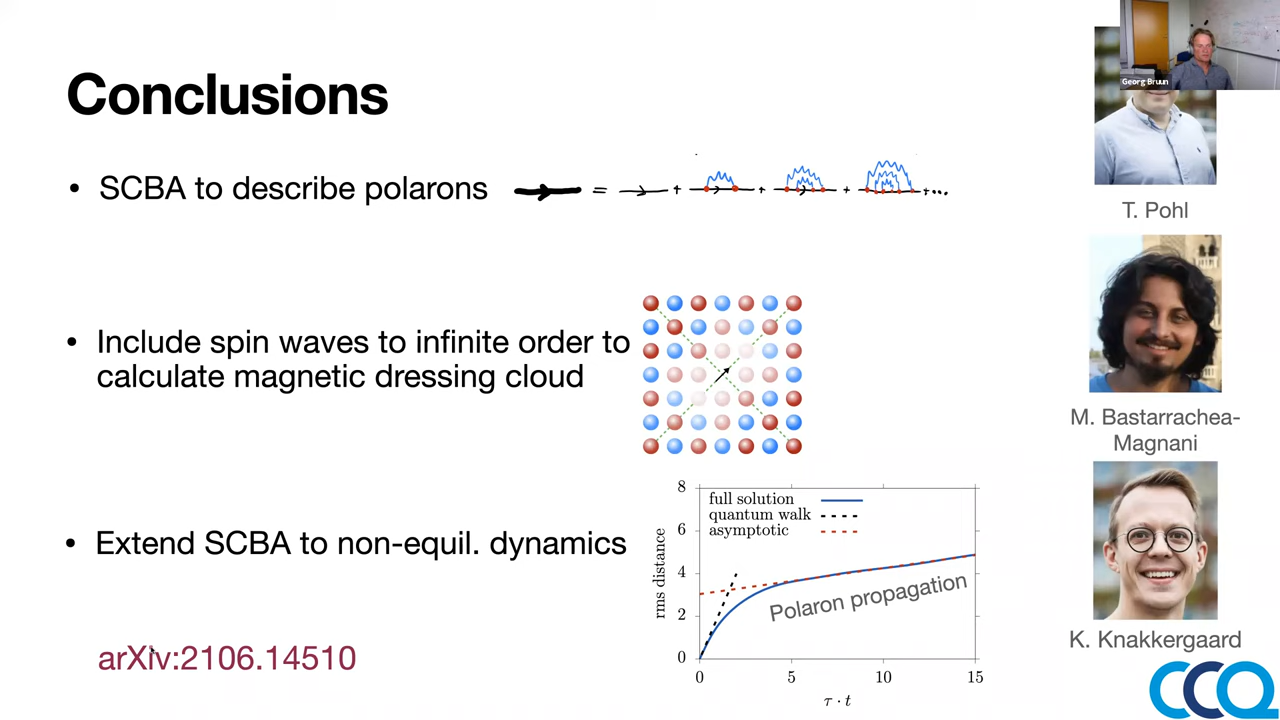 Conclusions
Georg Bruun
• SCBA to describe polarons
= + + + +...
T. Pohl
• Include spin waves to infinite order to
calculate magnetic dressing cloud
M. Bastarrachea-
Magnani
• Extend SCBA to non-equil. dynamics
8
6
4
2
0
rms distance
full solution
quantum walk
asymptotic
Polaron propagation
0 5 10 15
τ · t
K. Knakkergaard
arXiv:2106.14510
CCQ